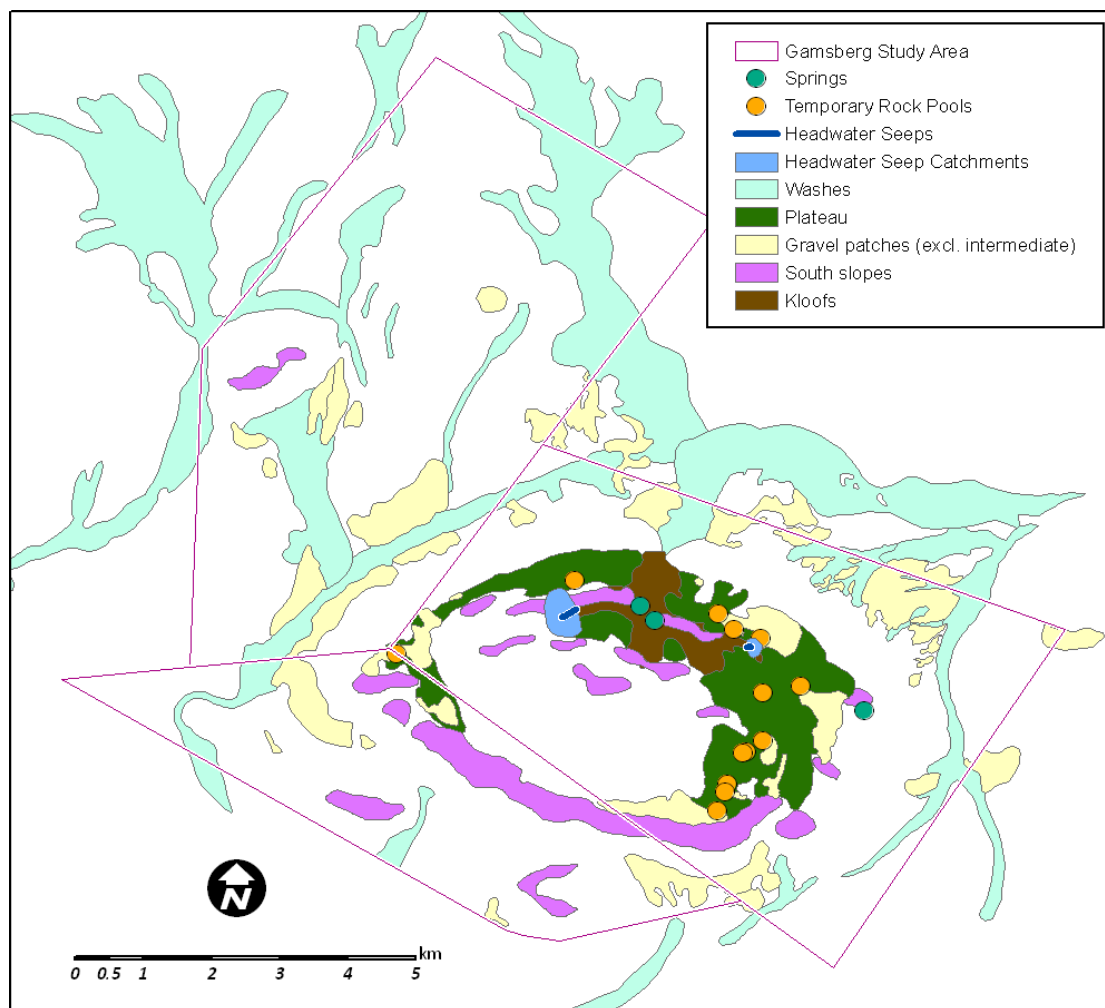 Gamsberg Study Area
Springs
Temporary Rock Pools
Headwater Seeps
Headwater Seep Catchments
Washes
Plateau
Gravel patches (excl. intermediate)
South slopes
Kloofs
N
km
0 0.5 1 2 3 4 5